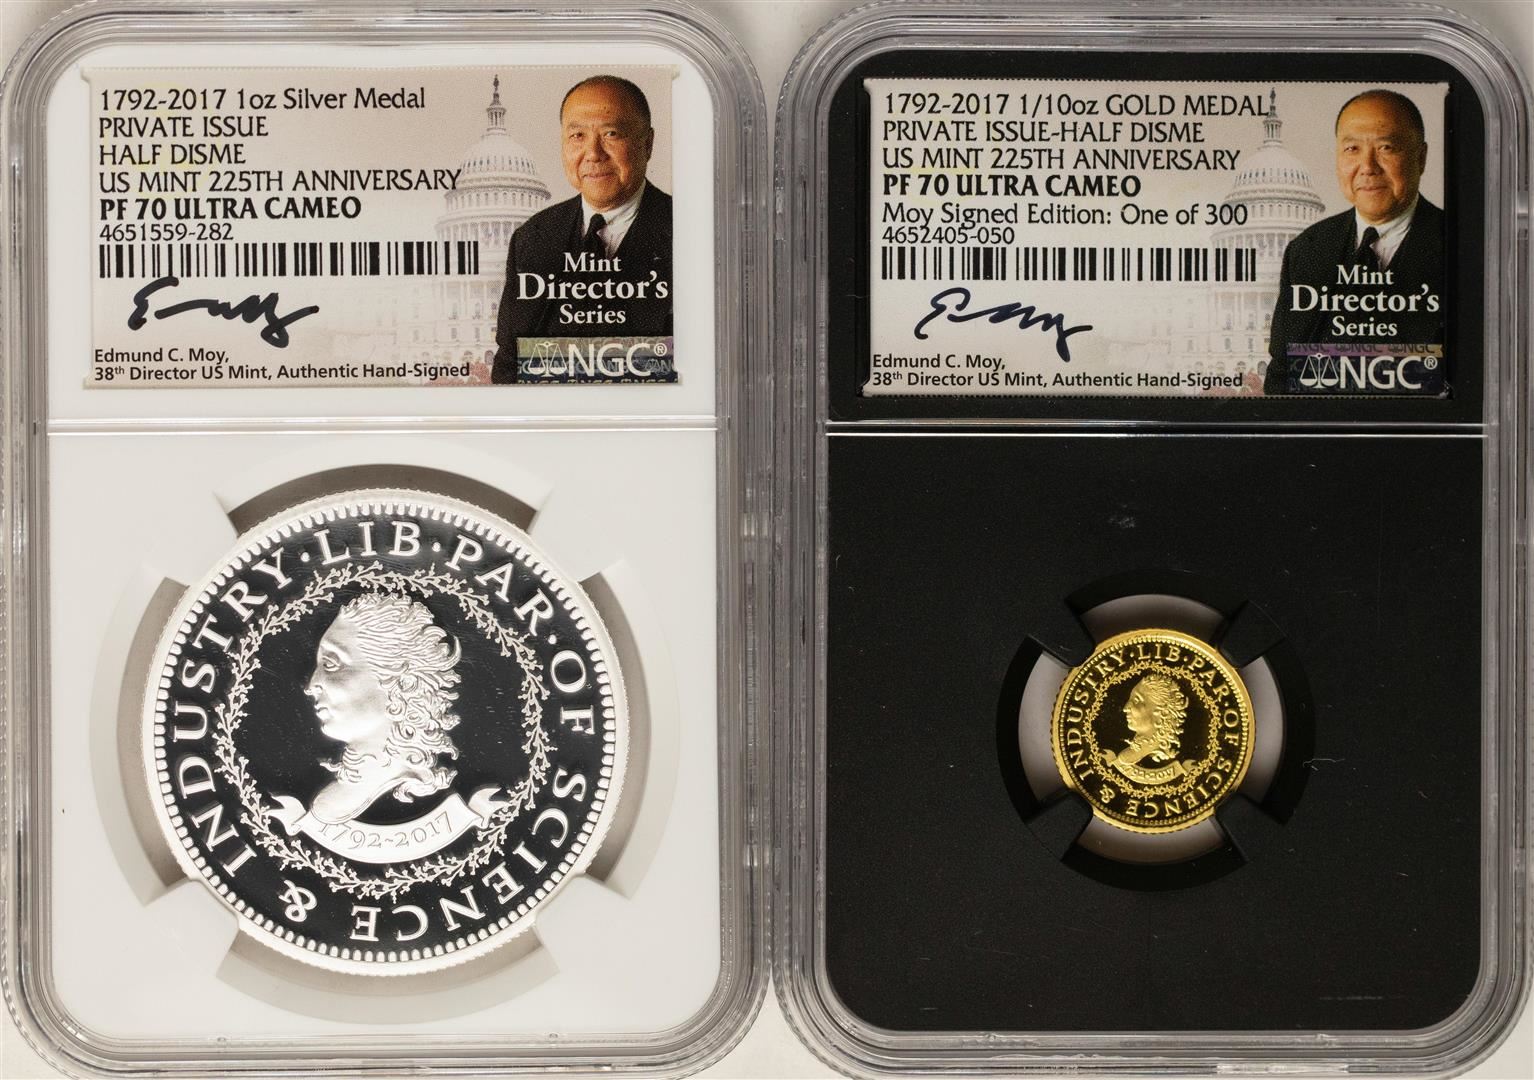 1792-2017 1oz Silver Medal
PRIVATE ISSUE
HALF DISME
US MINT 225TH ANNIVERSARY
PF 70 ULTRA CAMEO
4651559-282
Mint
Director's
Series
Edmund C. Moy,
38th Director US Mint, Authentic Hand-Signed
NGC®
LIB · PAR · OF SCIENCE & INDUSTRY ·
1792-2017
1792-2017 1/10oz GOLD MEDAL
PRIVATE ISSUE-HALF DISME
US MINT 225TH ANNIVERSARY
PF 70 ULTRA CAMEO
Moy Signed Edition: One of 300
4652405-050
Mint
Director's
Series
Edmund C. Moy,
38th Director US Mint, Authentic Hand-Signed
NGC®
LIB · PAR · OF SCIENCE & INDUSTRY ·